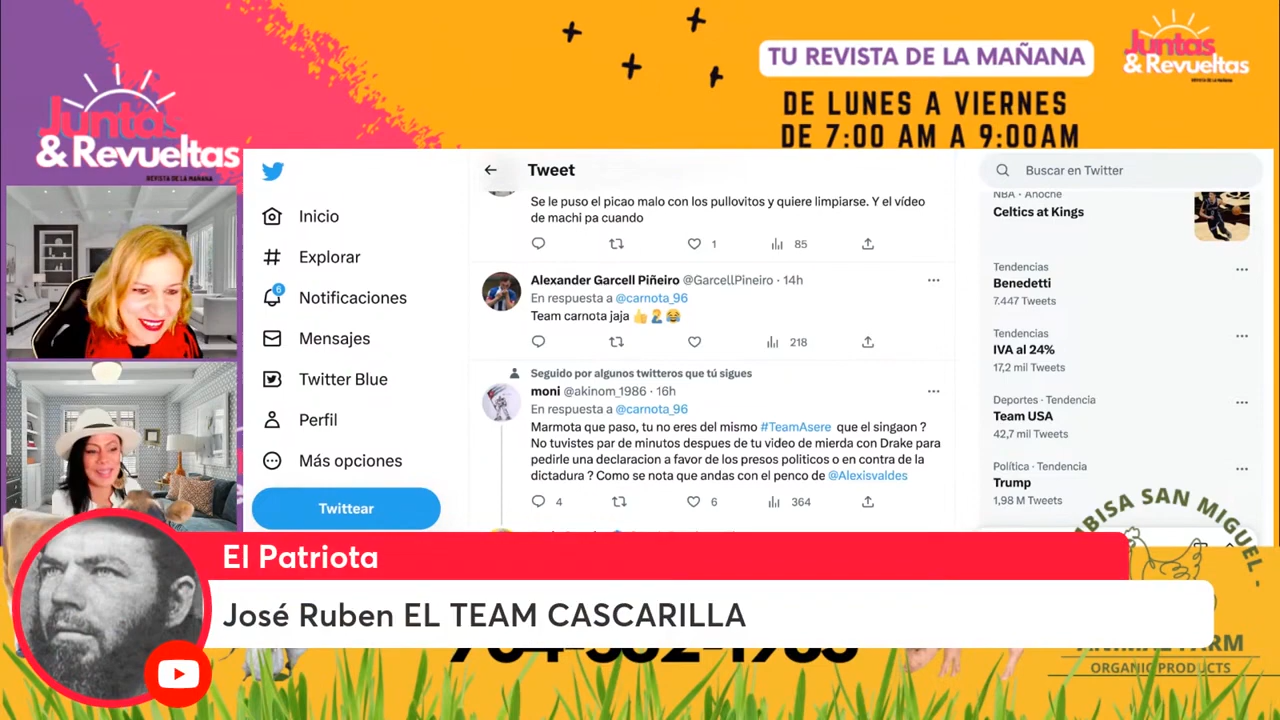 TU REVISTA DE LA MAÑANA
DE LUNES A VIERNES
DE 7:00 AM A 9:00AM
Juntas
& Revueltas
REVISTA DE LA MAÑANA
Juntas
& Revueltas
REVISTA DE LA MAÑANA
Inicio
Explorar
6
Notificaciones
Mensajes
Twitter Blue
Perfil
Más opciones
Twittear
Tweet
Se le puso el picao malo con los pullovitos y quiere limpiarse. Y el vídeo
de machi pa cuando
1
85
Alexander Garcell Piñeiro @GarcellPineiro · 14h
En respuesta a @carnota_96
Team carnota jaja 👍🤦‍♂️😂
218
Seguido por algunos twitteros que tú sigues
moni @akinom_1986 · 16h
En respuesta a @carnota_96
Marmota que paso, tu no eres del mismo #TeamAsere que el singaon ?
No tuvistes par de minutos despues de tu video de mierda con Drake para
pedirle una declaracion a favor de los presos politicos o en contra de la
dictadura ? Como se nota que andas con el penco de @Alexisvaldes
4
6
364
Buscar en Twitter
NBA · Anoche
Celtics at Kings
Tendencias
Benedetti
7.447 Tweets
Tendencias
IVA al 24%
17,2 mil Tweets
Deportes · Tendencia
Team USA
42,7 mil Tweets
Política · Tendencia
Trump
1,98 M Tweets
SAN MIGUEL
El Patriota
José Ruben EL TEAM CASCARILLA
ORGANIC PRODUCTS